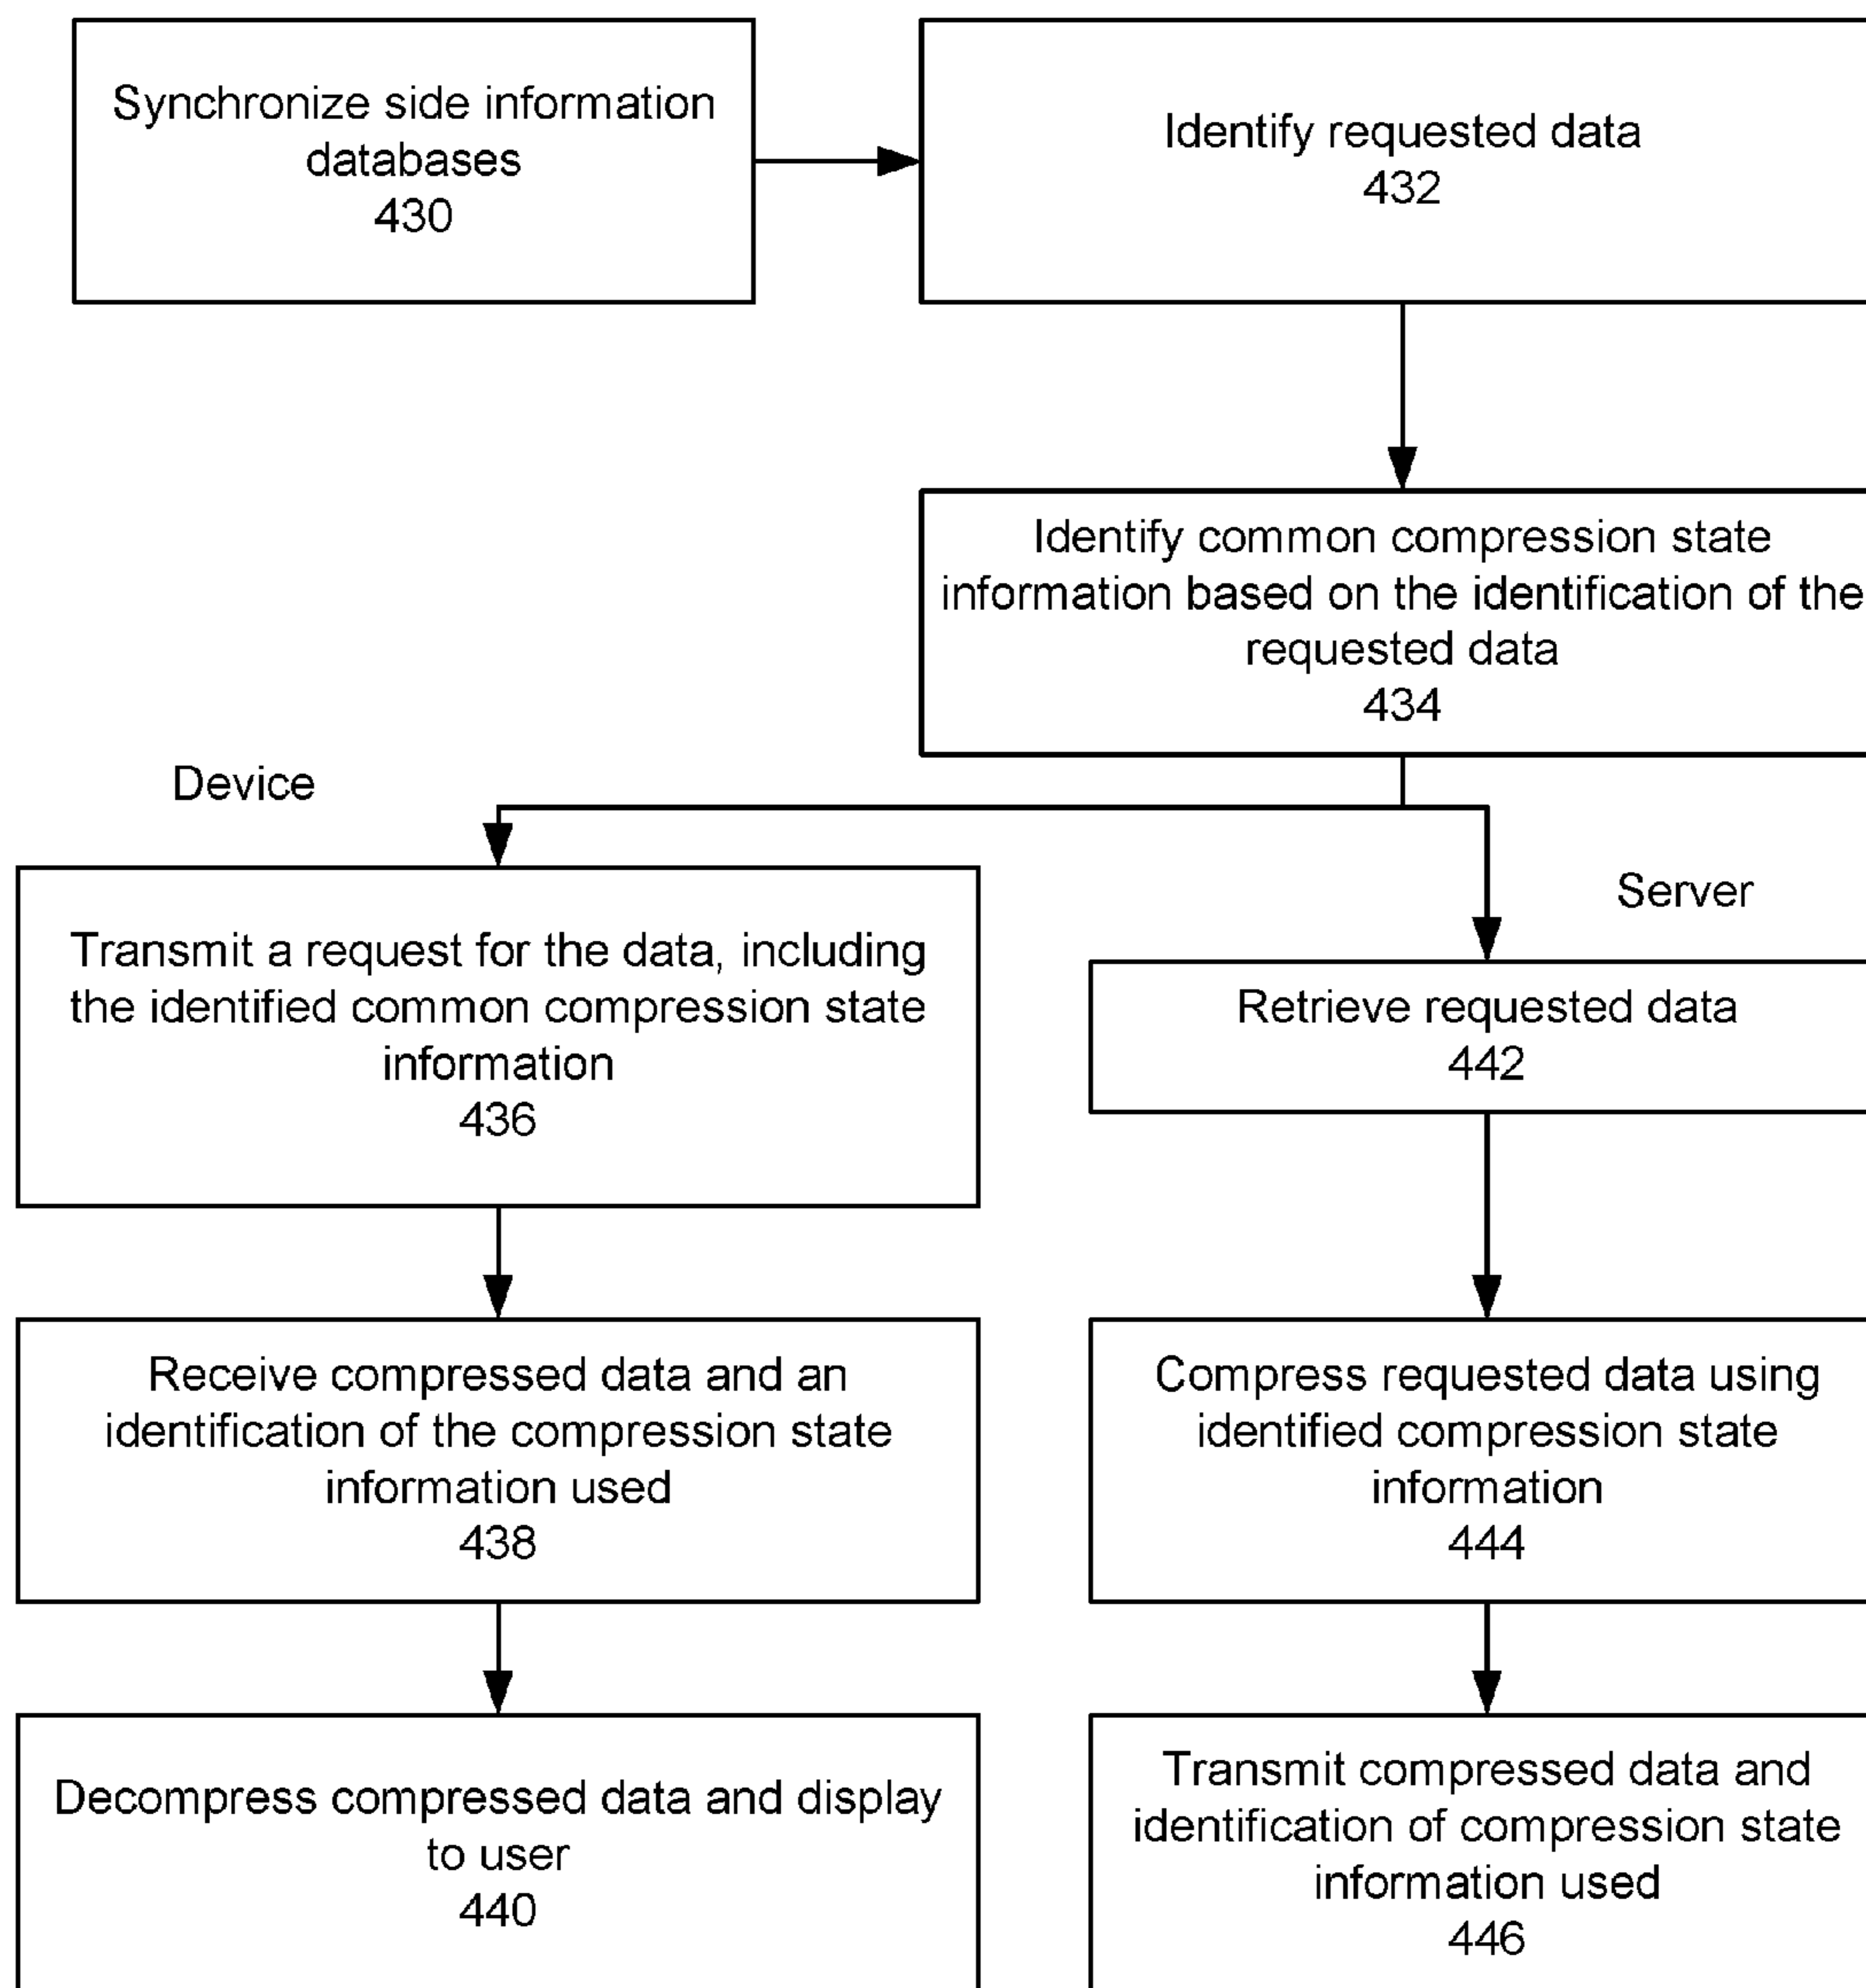 Synchronize side information
databases
430
Identify requested data
432
Identify common compression state
information based on the identification of the
requested data
434
Device
Server
Transmit a request for the data, including
the identified common compression state
information
436
Retrieve requested data
442
Receive compressed data and an
identification of the compression state
information used
438
Compress requested data using
identified compression state
information
444
Decompress compressed data and display
to user
440
Transmit compressed data and
identification of compression state
information used
446